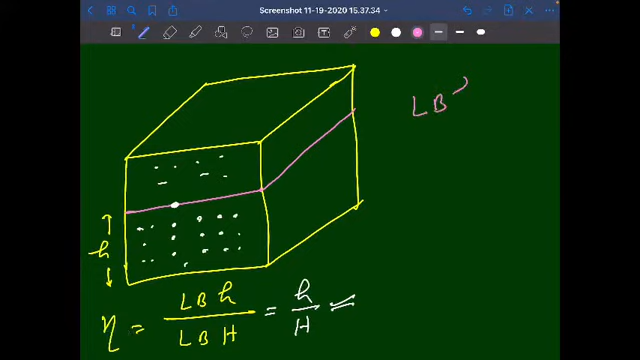 Screenshot 11-19-2020 15.37.34
LB
h
η = LBh / LBH = h / H